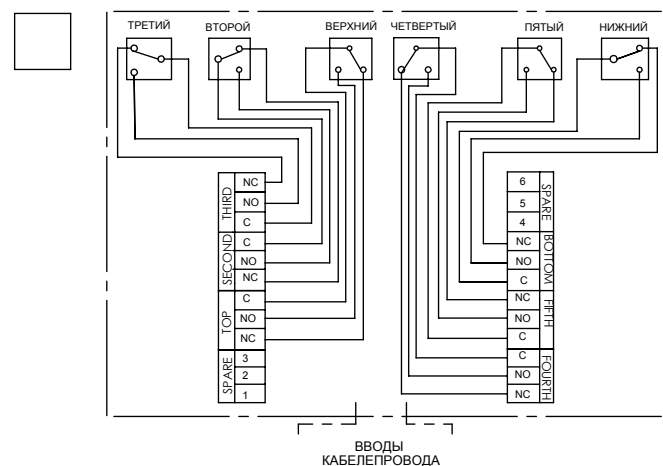 ТРЕТИЙ
ВТОРОЙ
ВЕРХНИЙ
ЧЕТВЕРТЫЙ
ПЯТЫЙ
НИЖНИЙ
THIRD
NC
NO
C
SECOND
C
NO
NC
TOP
C
NO
NC
SPARE
3
2
1
6
5
4
SPARE
NC
NO
C
BOTTOM
NC
NO
C
FIFTH
C
NO
NC
FOURTH
ВВОДЫ
КАБЕЛЕПРОВОДА